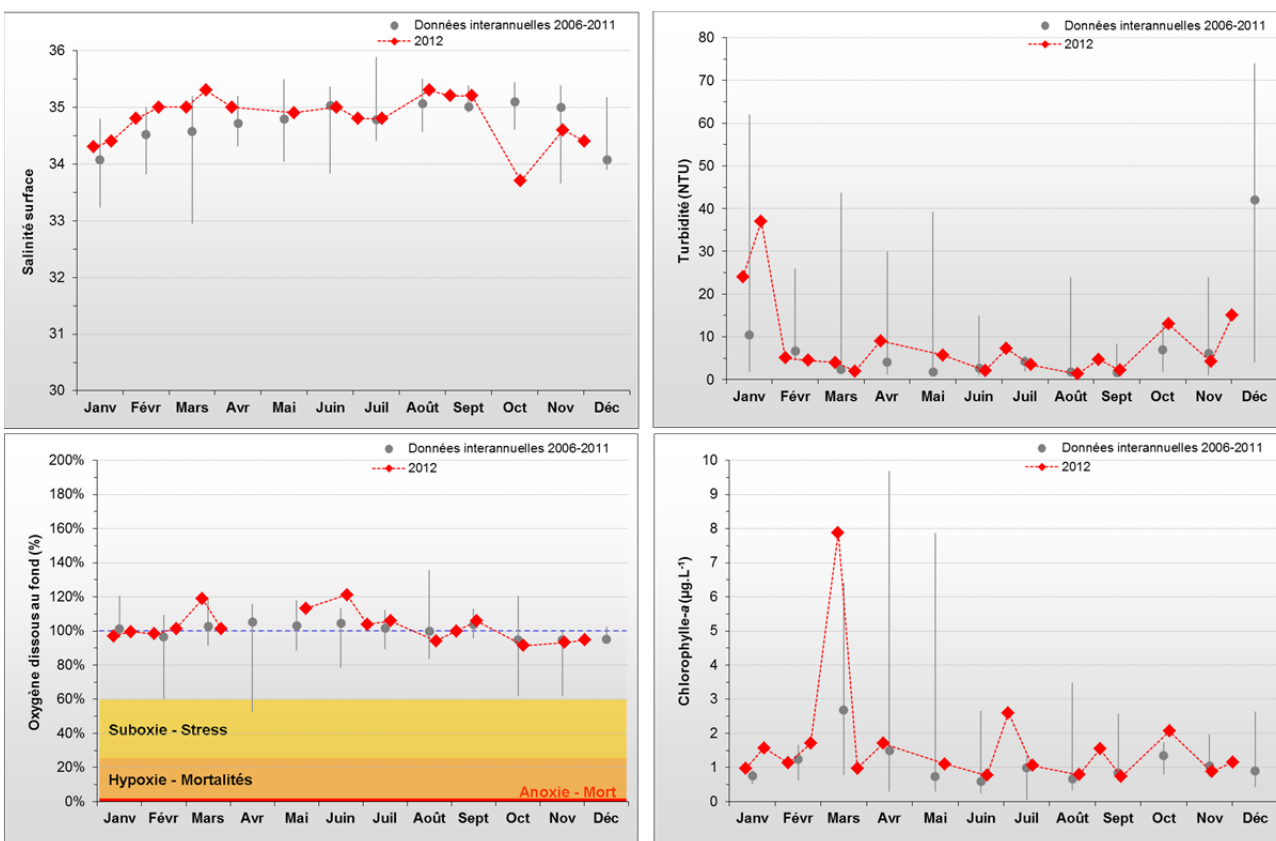 Données interannuelles 2006-2011
2012
Salinité surface
36
35
34
33
32
31
30
Janv Févr Mars Avr Mai Juin Juil Août Sept Oct Nov Déc
Données interannuelles 2006-2011
2012
Turbidité (NTU)
80
70
60
50
40
30
20
10
0
Janv Févr Mars Avr Mai Juin Juil Août Sept Oct Nov Déc
Données interannuelles 2006-2011
2012
Oxygène dissous au fond (%)
200%
180%
160%
140%
120%
100%
80%
60%
40%
20%
0%
Suboxie - Stress
Hypoxie - Mortalités
Anoxie - Mort
Janv Févr Mars Avr Mai Juin Juil Août Sept Oct Nov Déc
Données interannuelles 2006-2011
2012
Chlorophylle-a (µg.L⁻¹)
10
9
8
7
6
5
4
3
2
1
0
Janv Févr Mars Avr Mai Juin Juil Août Sept Oct Nov Déc